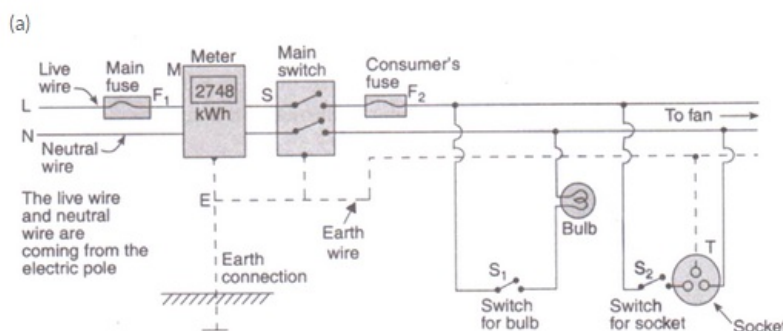 (a)
Live
wire
Main
fuse
F1
M
Meter
2748
kWh
Main
switch
S
Consumer's
fuse
F2
L
N
Neutral
wire
To fan
The live wire
and neutral
wire are
coming from the
electric pole
E
Earth
wire
Earth
connection
Bulb
S1
Switch
for bulb
S2
Switch
for socket
T
Socket